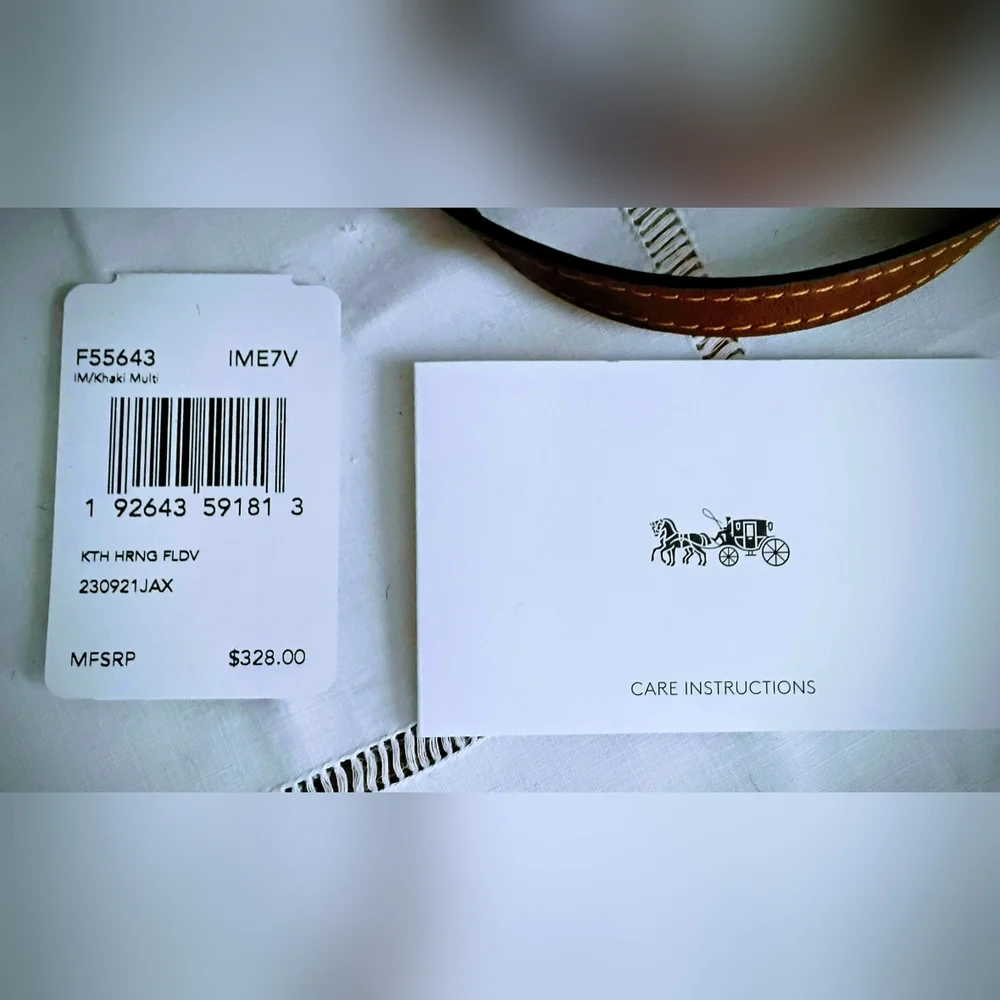 F55643 IME7V
IM/Khaki Multi
1 92643 59181 3
KTH HRNG FLDV
230921JAX
MFSRP $328.00
CARE INSTRUCTIONS